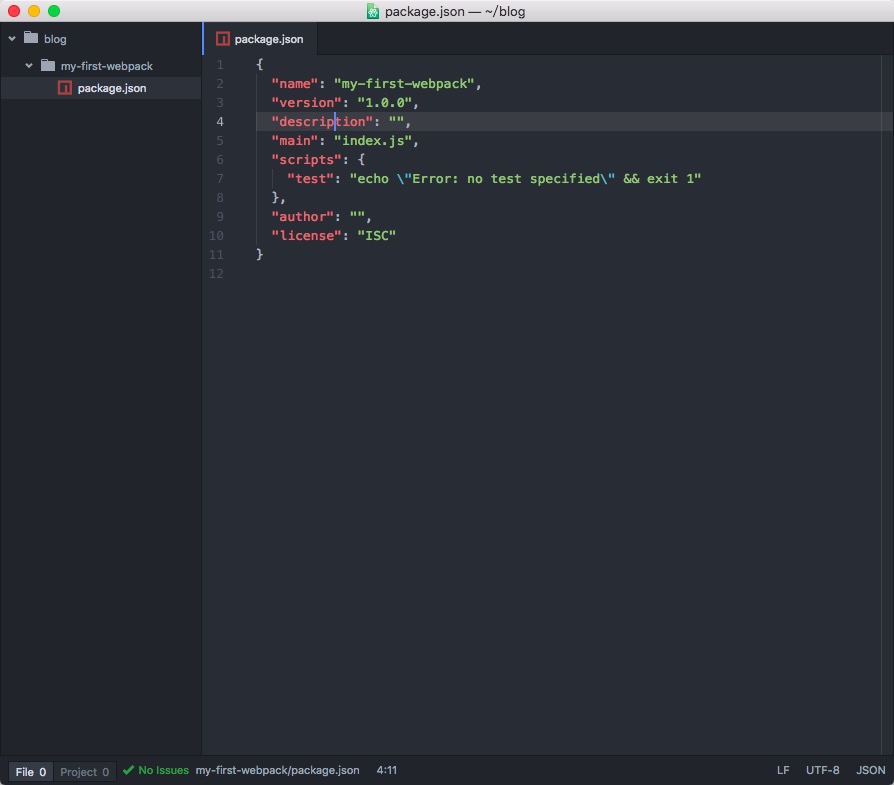 package.json — ~/blog
blog
my-first-webpack
package.json
package.json
1 {
2 "name": "my-first-webpack",
3 "version": "1.0.0",
4 "description": "",
5 "main": "index.js",
6 "scripts": {
7 "test": "echo \"Error: no test specified\" && exit 1"
8 },
9 "author": "",
10 "license": "ISC"
11 }
12
File 0 Project 0 No Issues my-first-webpack/package.json 4:11 LF UTF-8 JSON